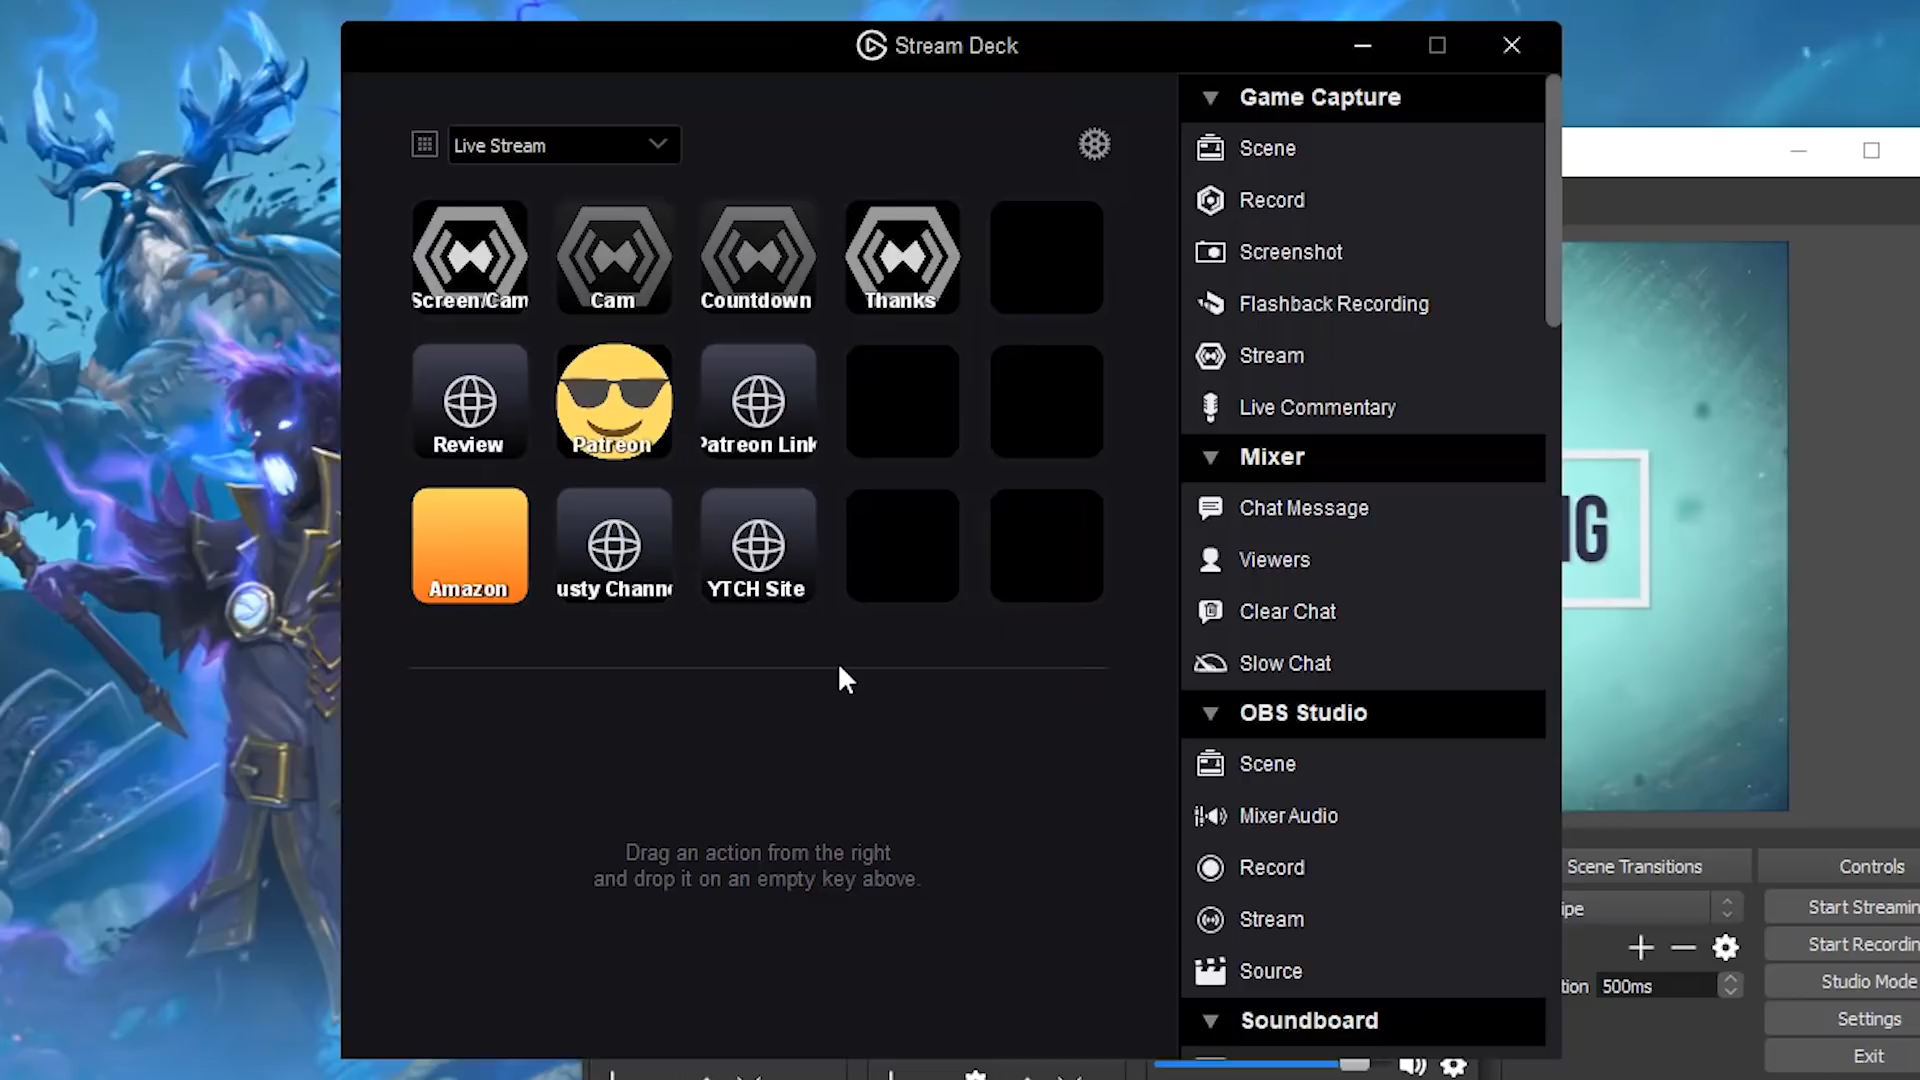 Stream Deck
Live Stream
Screen/Cam
Cam
Countdown
Thanks
Review
Patreon
Patreon Link
Amazon
usty Channe
YTCH Site
Drag an action from the right
and drop it on an empty key above.
Game Capture
Scene
Record
Screenshot
Flashback Recording
Stream
Live Commentary
Mixer
Chat Message
Viewers
Clear Chat
Slow Chat
OBS Studio
Scene
Mixer Audio
Record
Stream
Source
Soundboard
G
Scene Transitions
Controls
ipe
tion 500ms
Start Streamin
Start Recordin
Studio Mode
Settings
Exit